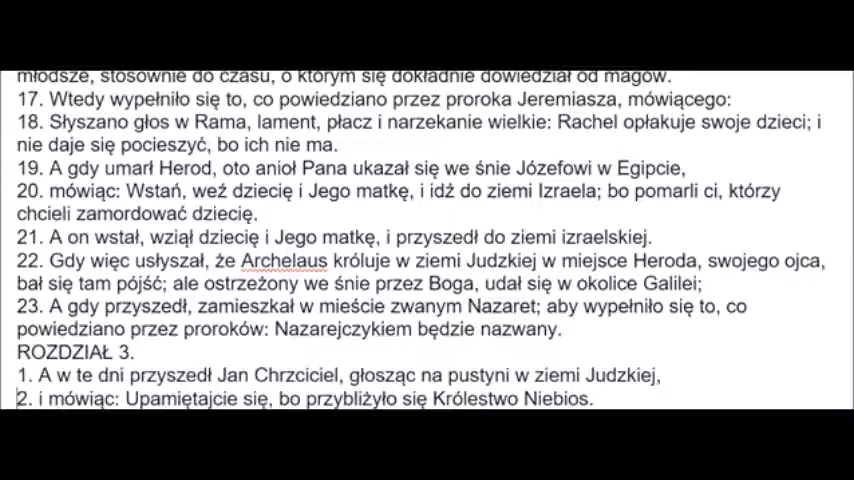 młodsze, stosownie do czasu, o którym się dokładnie dowiedział od magów.
17. Wtedy wypełniło się to, co powiedziano przez proroka Jeremiasza, mówiącego:
18. Słyszano głos w Rama, lament, płacz i narzekanie wielkie: Rachel opłakuje swoje dzieci; i
nie daje się pocieszyć, bo ich nie ma.
19. A gdy umarł Herod, oto anioł Pana ukazał się we śnie Józefowi w Egipcie,
20. mówiąc: Wstań, weź dziecię i Jego matkę, i idź do ziemi Izraela; bo pomarli ci, którzy
chcieli zamordować dziecię.
21. A on wstał, wziął dziecię i Jego matkę, i przyszedł do ziemi izraelskiej.
22. Gdy więc usłyszał, że Archelaus króluje w ziemi Judzkiej w miejsce Heroda, swojego ojca,
bał się tam pójść; ale ostrzeżony we śnie przez Boga, udał się w okolice Galilei;
23. A gdy przyszedł, zamieszkał w mieście zwanym Nazaret; aby wypełniło się to, co
powiedziano przez proroków: Nazarejczykiem będzie nazwany.
ROZDZIAŁ 3.
1. A w te dni przyszedł Jan Chrzciciel, głosząc na pustyni w ziemi Judzkiej,
2. i mówiąc: Upamiętajcie się, bo przybliżyło się Królestwo Niebios.